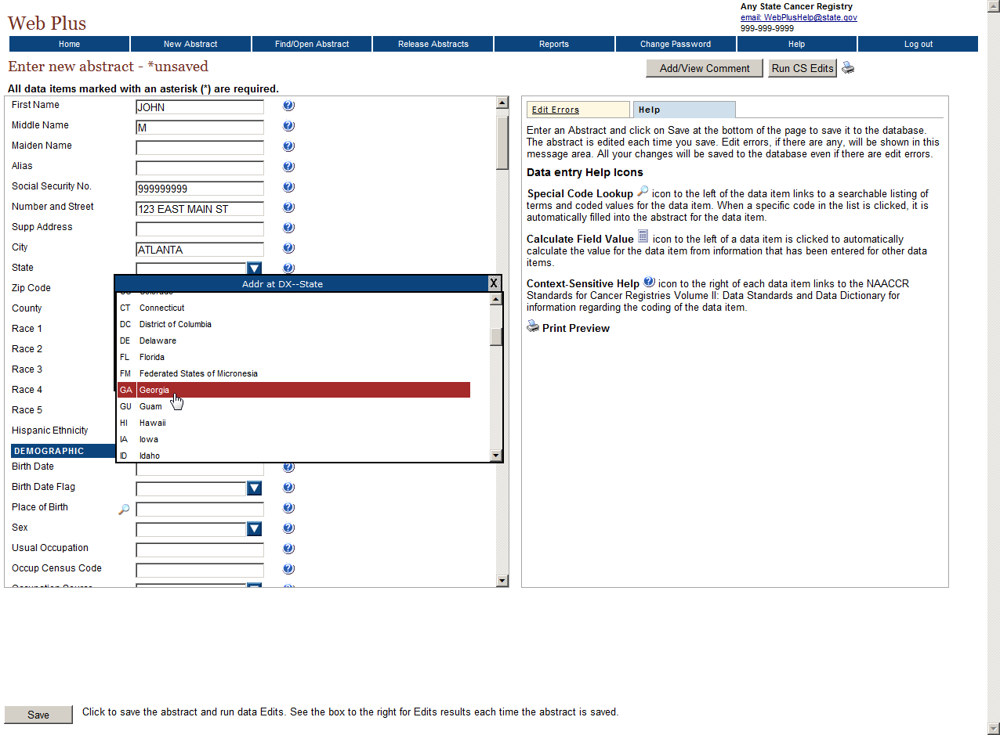 Any State Cancer Registry
email: WebPlusHelp@state.gov
999-999-9999
Web Plus
Home New Abstract Find/Open Abstract Release Abstracts Reports Change Password Help Log out
Enter new abstract - *unsaved
Add/View Comment Run CS Edits
All data items marked with an asterisk (*) are required.
First Name JOHN
Middle Name M
Maiden Name
Alias
Social Security No. 999999999
Number and Street 123 EAST MAIN ST
Supp Address
City ATLANTA
State
Zip Code
County
Race 1
Race 2
Race 3
Race 4
Race 5
Hispanic Ethnicity
Addr at DX--State X
CO Colorado
CT Connecticut
DC District of Columbia
DE Delaware
FL Florida
FM Federated States of Micronesia
GA Georgia
GU Guam
HI Hawaii
IA Iowa
ID Idaho
DEMOGRAPHIC
Birth Date
Birth Date Flag
Place of Birth
Sex
Usual Occupation
Occup Census Code
Occupation Source
Edit Errors Help
Enter an Abstract and click on Save at the bottom of the page to save it to the database.
The abstract is edited each time you save. Edit errors, if there are any, will be shown in this
message area. All your changes will be saved to the database even if there are edit errors.
Data entry Help Icons
Special Code Lookup icon to the left of the data item links to a searchable listing of
terms and coded values for the data item. When a specific code in the list is clicked, it is
automatically filled into the abstract for the data item.
Calculate Field Value icon to the left of a data item is clicked to automatically
calculate the value for the data item from information that has been entered for other data
items.
Context-Sensitive Help icon to the right of each data item links to the NAACCR
Standards for Cancer Registries Volume II: Data Standards and Data Dictionary for
information regarding the coding of the data item.
Print Preview
Save Click to save the abstract and run data Edits. See the box to the right for Edits results each time the abstract is saved.